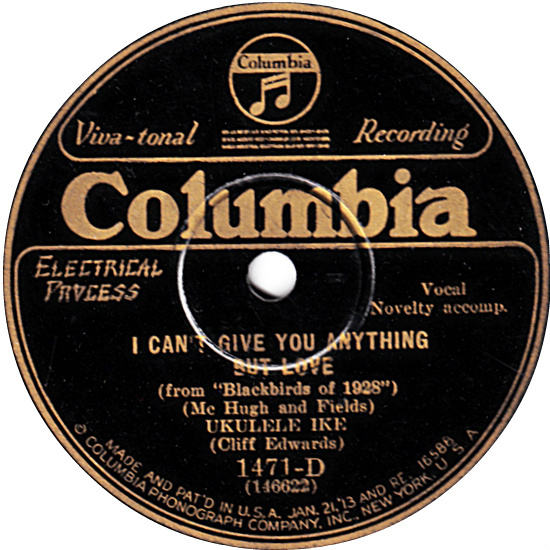 Columbia
Viva-tonal Recording
Columbia
ELECTRICAL
PROCESS
Vocal
Novelty accomp.
I CAN'T GIVE YOU ANYTHING
BUT LOVE
(from "Blackbirds of 1928")
(Mc Hugh and Fields)
UKULELE IKE
(Cliff Edwards)
1471-D
(146622)
MADE AND PAT'D IN U.S.A. JAN. 21,'13 AND RE. 16588
© COLUMBIA PHONOGRAPH COMPANY, INC., NEW YORK, U S A